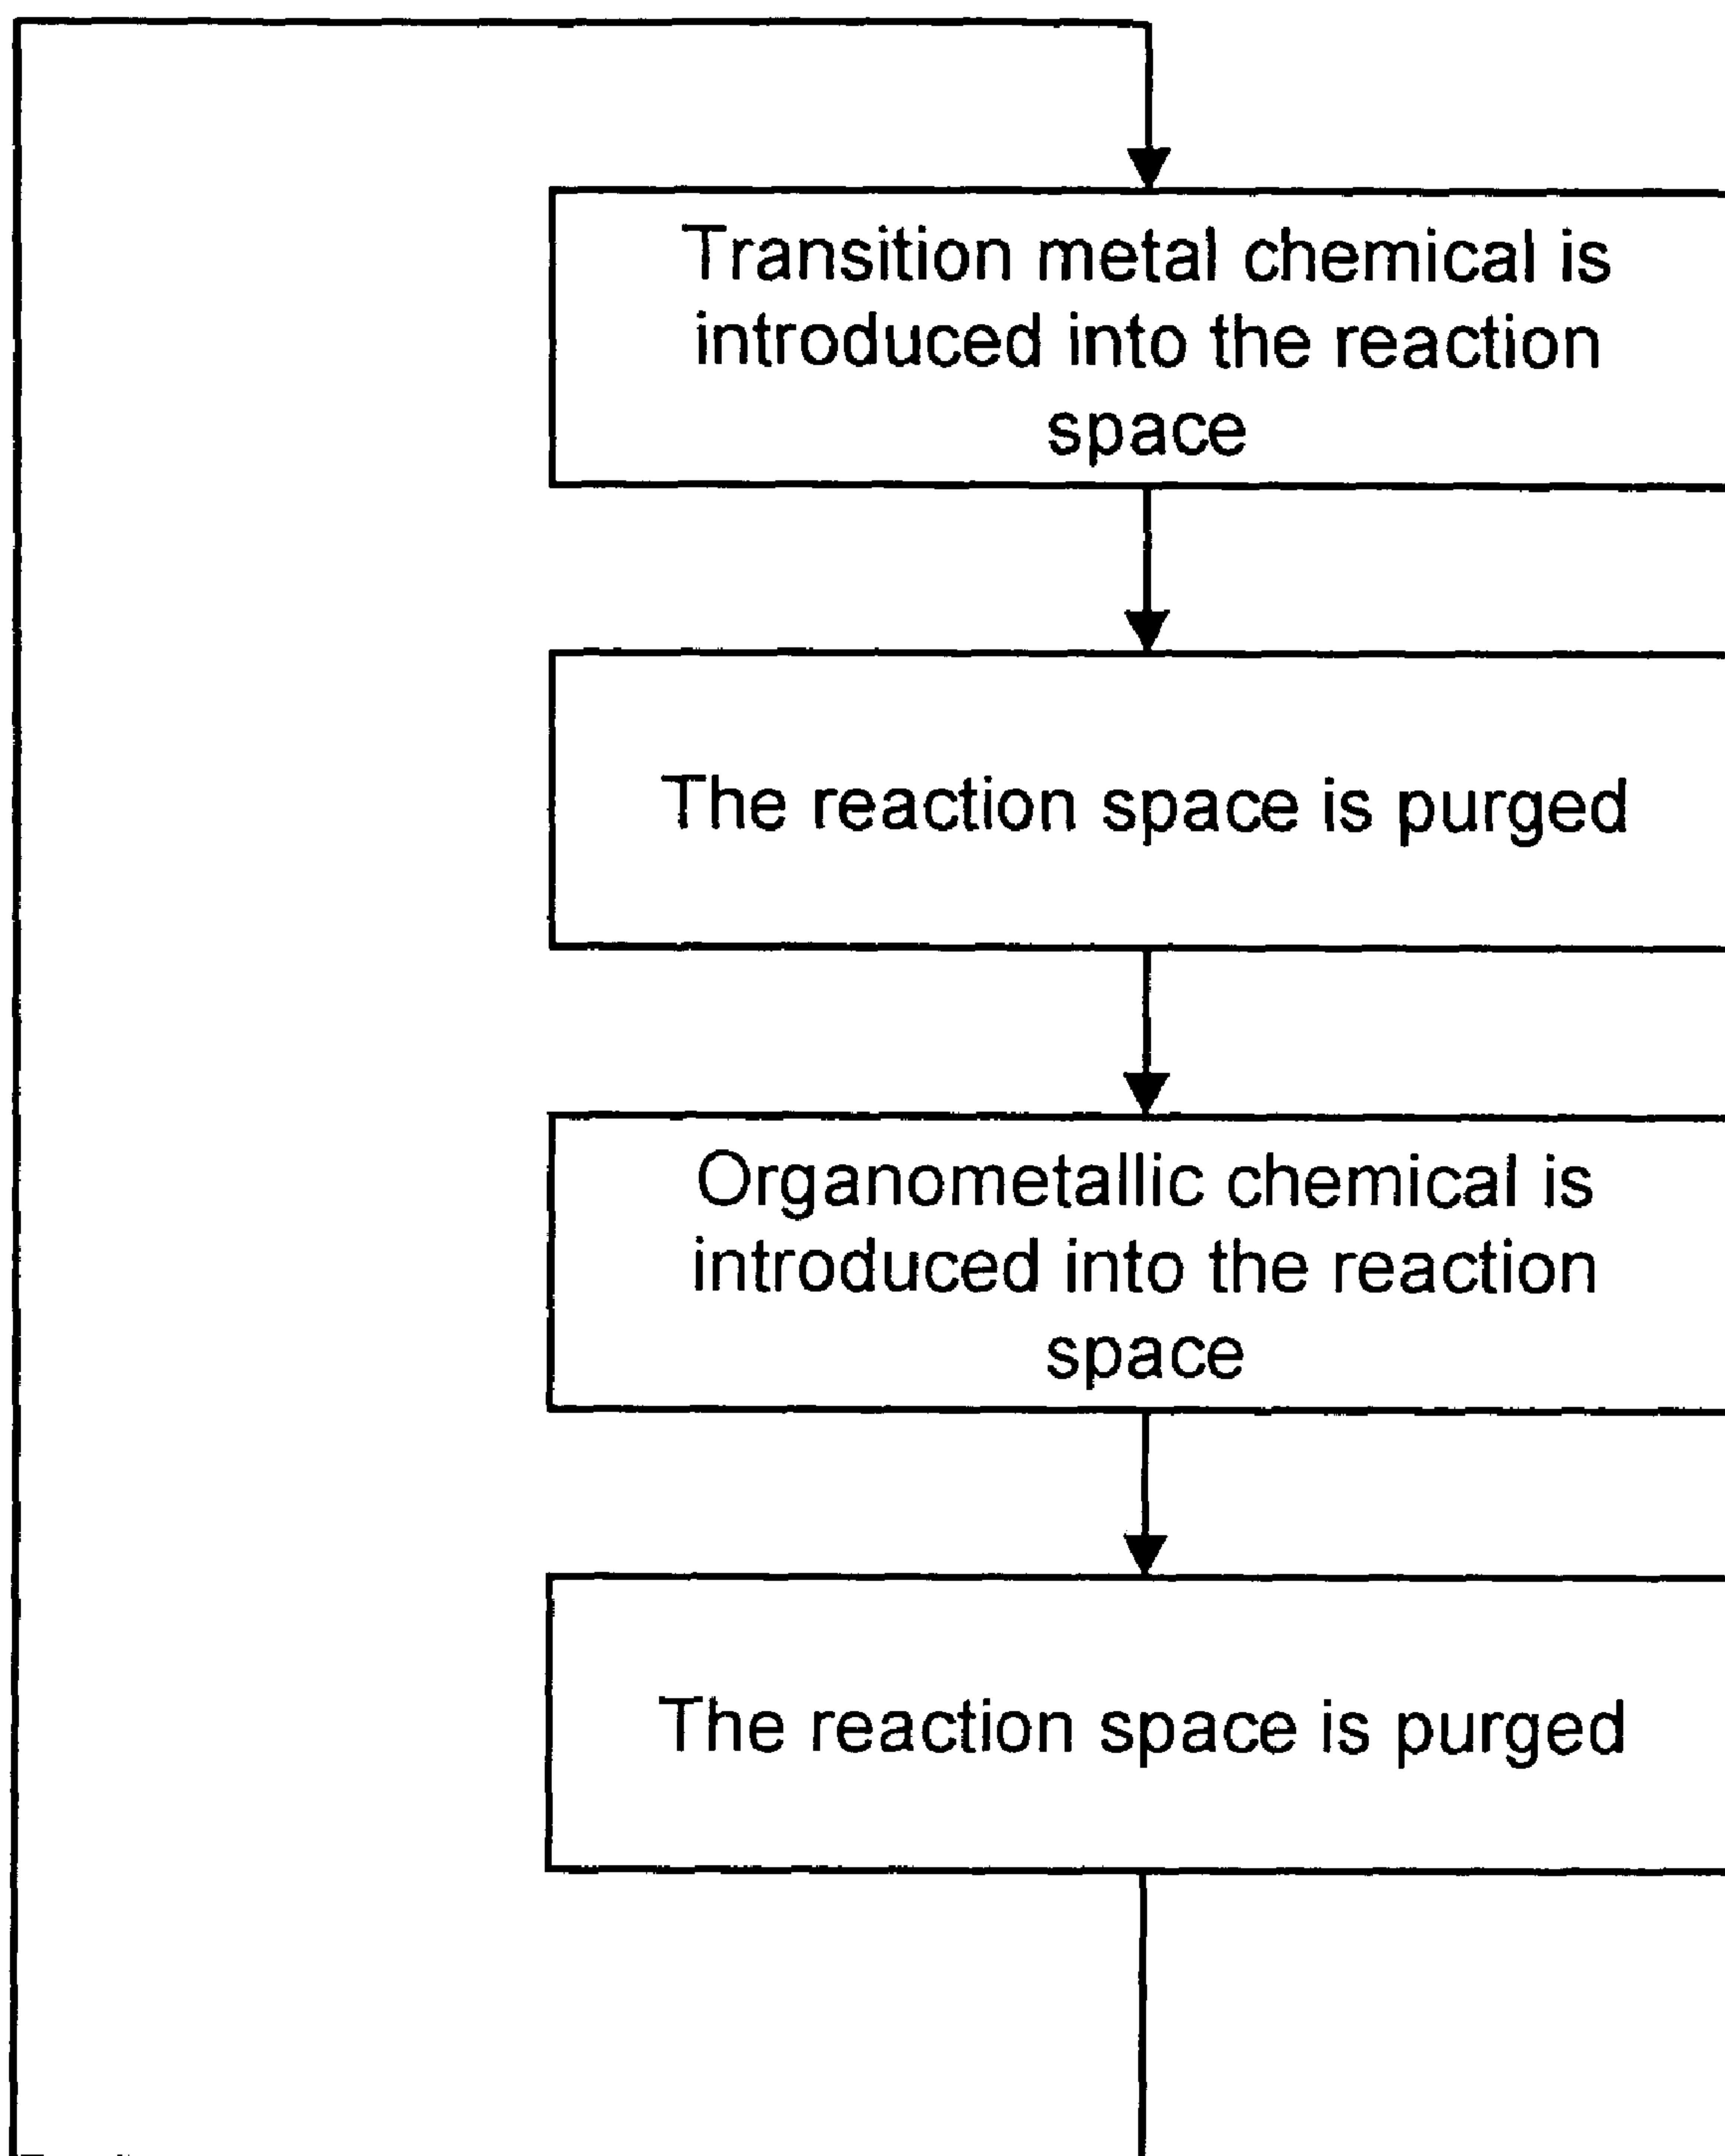 Transition metal chemical is
introduced into the reaction
space
The reaction space is purged
Organometallic chemical is
introduced into the reaction
space
The reaction space is purged